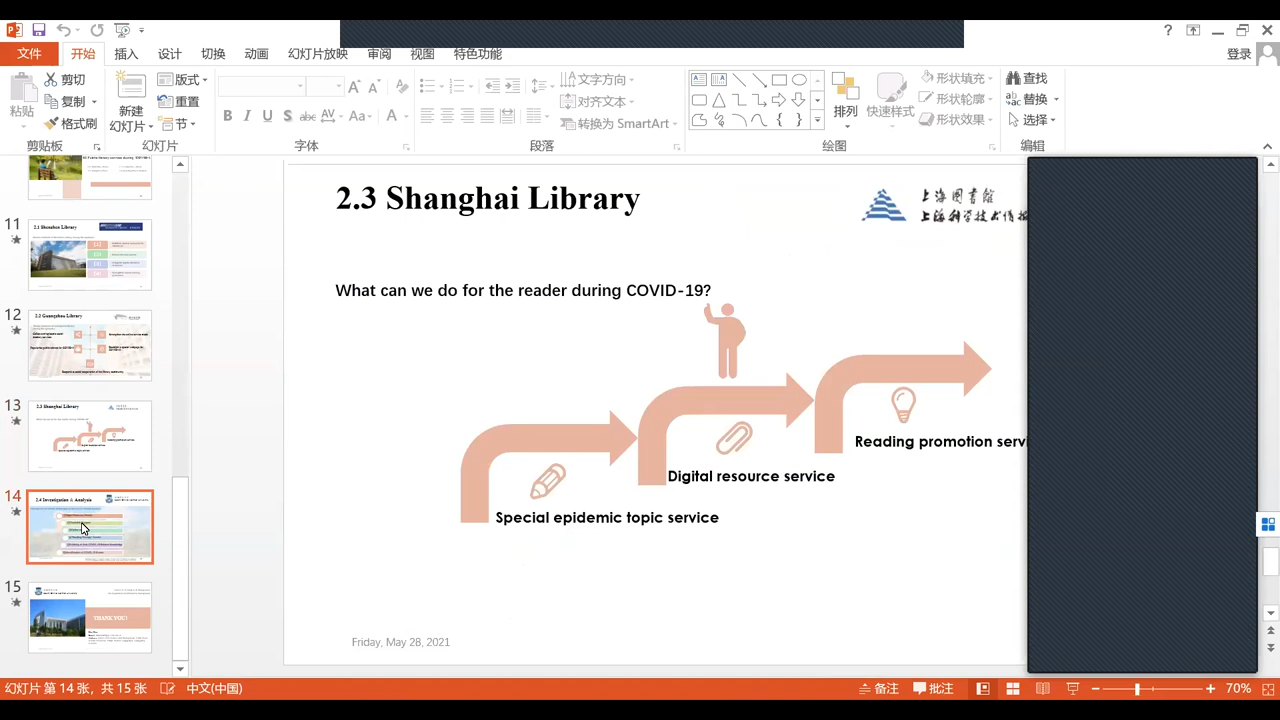 登录
文件 开始 插入 设计 切换 动画 幻灯片放映 审阅 视图 特色功能
粘贴 剪切 复制 格式刷 新建 幻灯片 版式 重置 节
文字方向 对齐文本 转换为 SmartArt
排列 快速样式 形状填充 形状轮廓 形状效果 查找 替换 选择
剪贴板 幻灯片 字体 段落 绘图 编辑
11
2.1 Shenzhen Library
12
2.2 Guangzhou Library
13
2.3 Shanghai Library
14
2.4 Investigation & Analysis
15
THANK YOU!
2.3 Shanghai Library
上海图书馆
上海科学技术情报
What can we do for the reader during COVID-19?
Reading promotion servi
Digital resource service
Special epidemic topic service
Friday, May 28, 2021
幻灯片 第 14 张，共 15 张 中文(中国) 备注 批注 70%